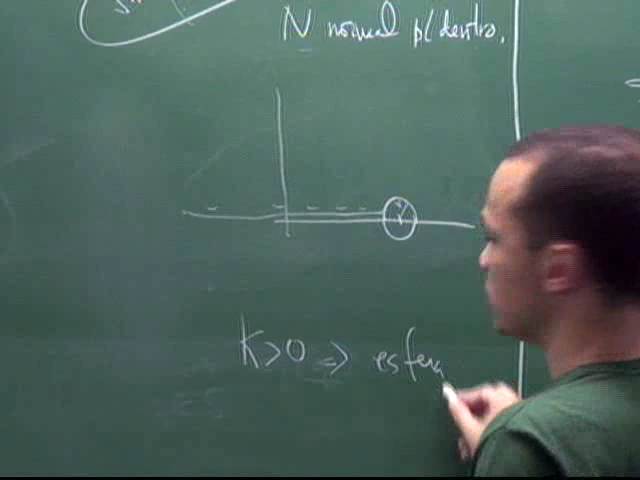 N normal p/ dentro.
K>0 => esfera